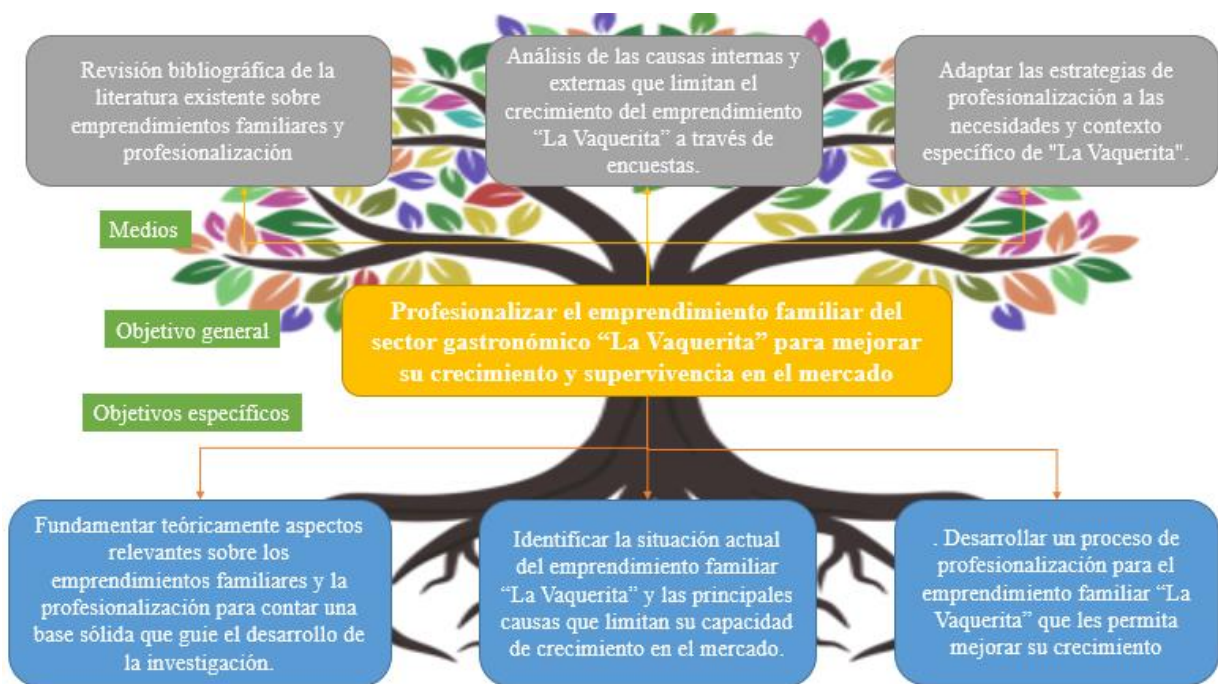 Revisión bibliográfica de la
literatura existente sobre
emprendimientos familiares y
profesionalización
Análisis de las causas internas y
externas que limitan el
crecimiento del emprendimiento
“La Vaquerita” a través de
encuestas.
Adaptar las estrategias de
profesionalización a las
necesidades y contexto
específico de "La Vaquerita".
Medios
Objetivo general
Profesionalizar el emprendimiento famíliar del
sector gastronómico “La Vaquerita” para mejorar
su crecimiento y supervivencia en el mercado
Objetivos específicos
Fundamentar teóricamente aspectos
relevantes sobre los
emprendimientos familiares y la
profesionalización para contar una
base sólida que guíe el desarrollo de
la investigación.
Identificar la situación actual
del emprendimiento familiar
“La Vaquerita” y las principales
causas que limitan su capacidad
de crecimiento en el mercado.
. Desarrollar un proceso de
profesionalización para el
emprendimiento familiar “La
Vaquerita” que les permita
mejorar su crecimiento